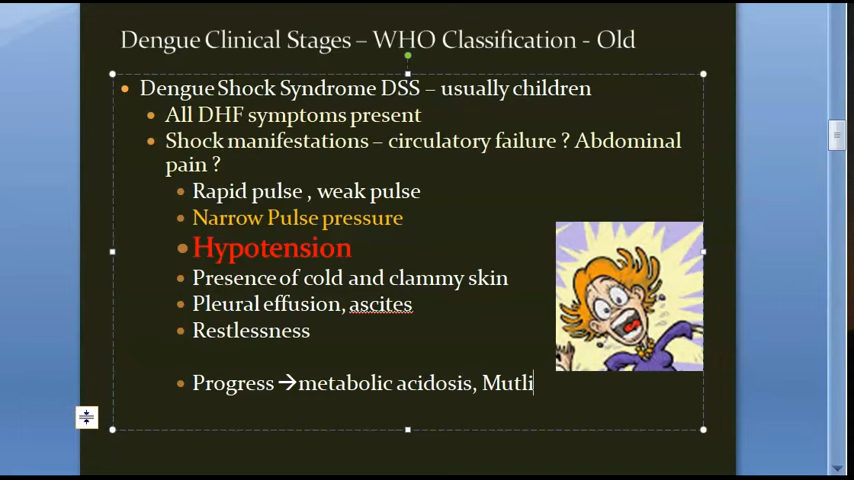 Dengue Clinical Stages – WHO Classification - Old
Dengue Shock Syndrome DSS – usually children
All DHF symptoms present
Shock manifestations – circulatory failure ? Abdominal
pain ?
Rapid pulse , weak pulse
Narrow Pulse pressure
Hypotension
Presence of cold and clammy skin
Pleural effusion, ascites
Restlessness
Progress →metabolic acidosis, Mutli